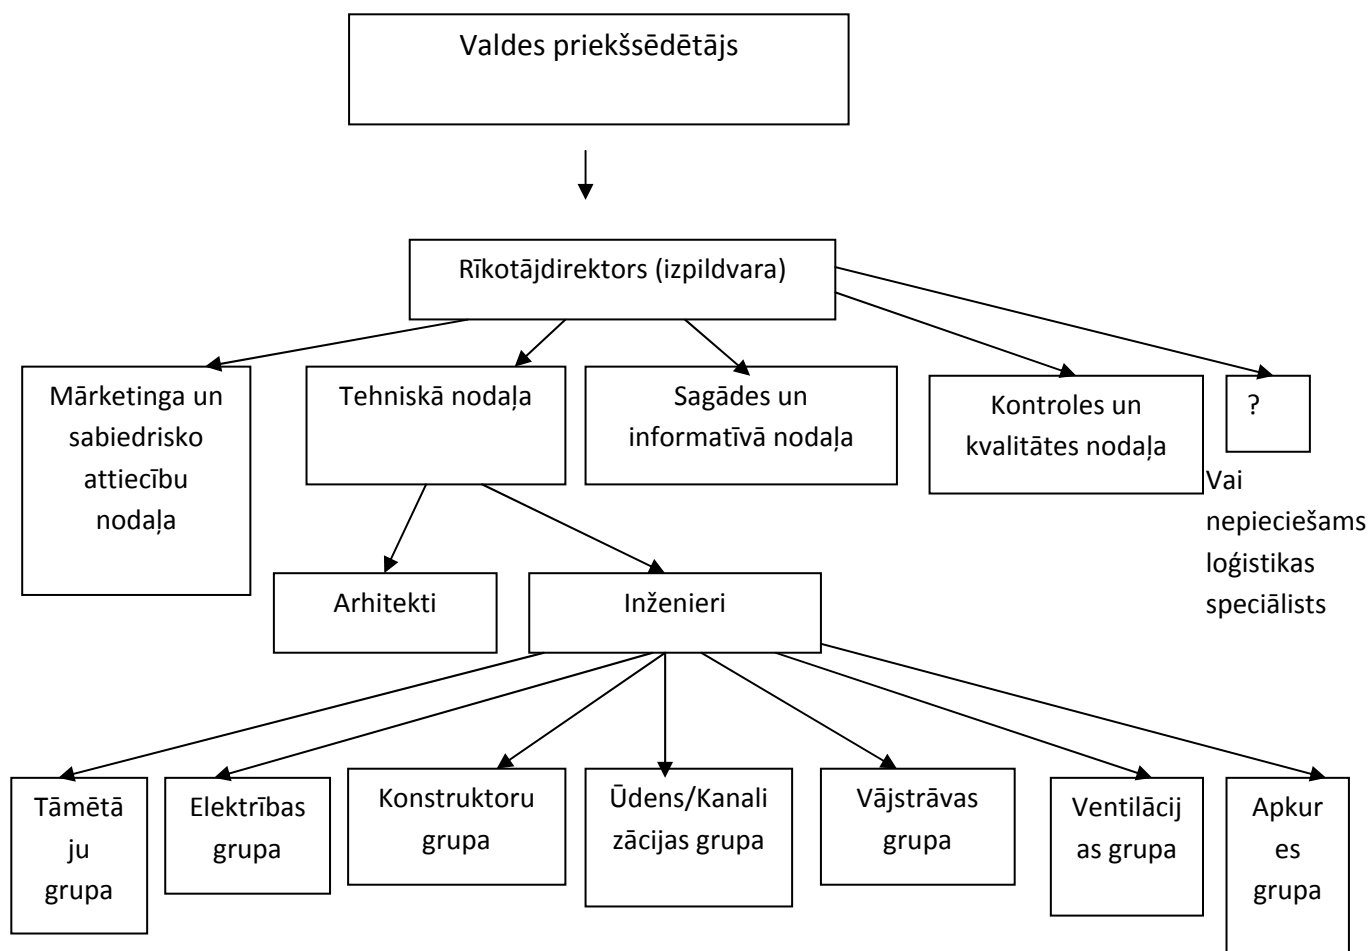 Valdes priekšsēdētājs
Rīkotājdirektors (izpildvara)
Mārketinga un
sabiedrisko
attiecību
nodaļa
Tehniskā nodaļa
Sagādes un
informatīvā nodaļa
Kontroles un
kvalitātes nodaļa
?
Vai
nepieciešams
loģistikas
speciālists
Arhitekti
Inženieri
Tāmētā
ju
grupa
Elektrības
grupa
Konstruktoru
grupa
Ūdens/Kanali
zācijas grupa
Vājstrāvas
grupa
Ventilācij
as grupa
Apkur
es
grupa